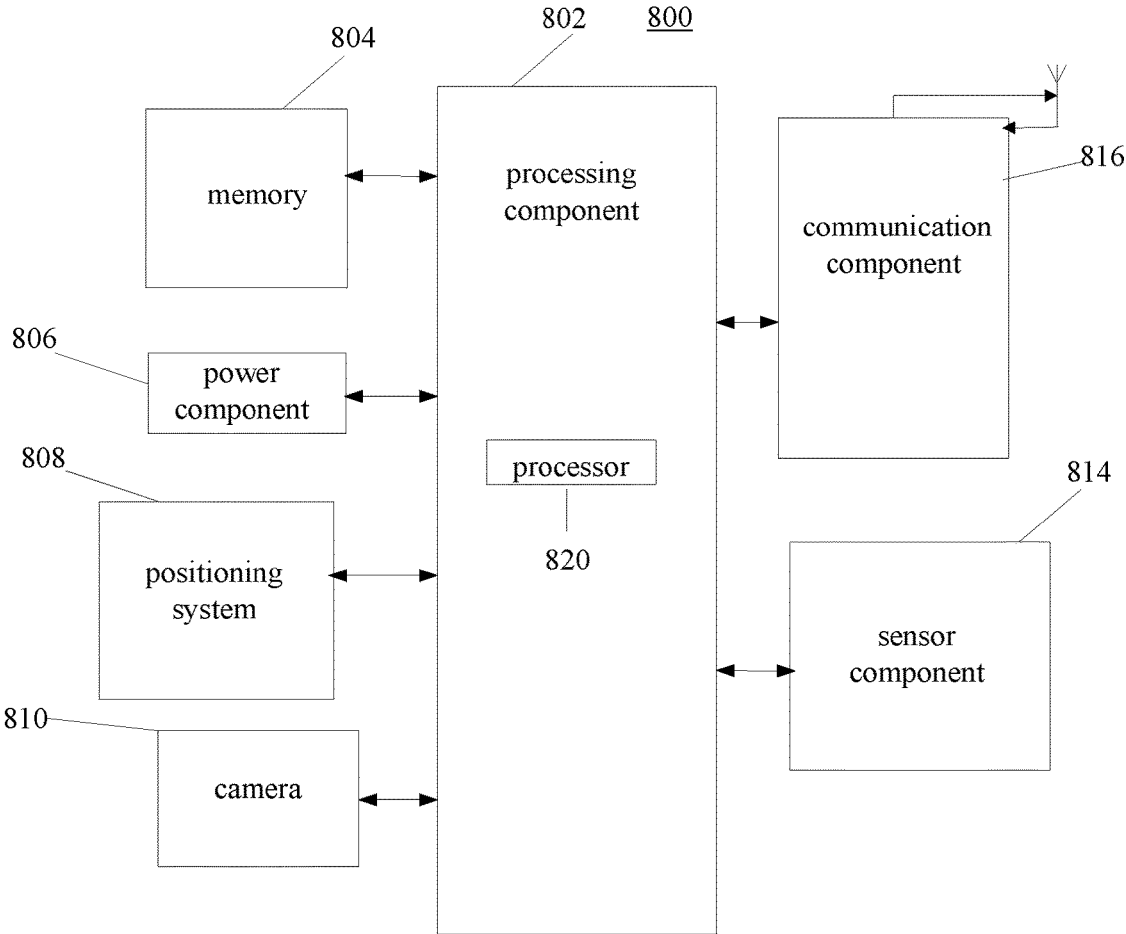 802
800
804
memory
processing
component
816
communication
component
806
power
component
808
processor
820
814
positioning
system
sensor
component
810
camera